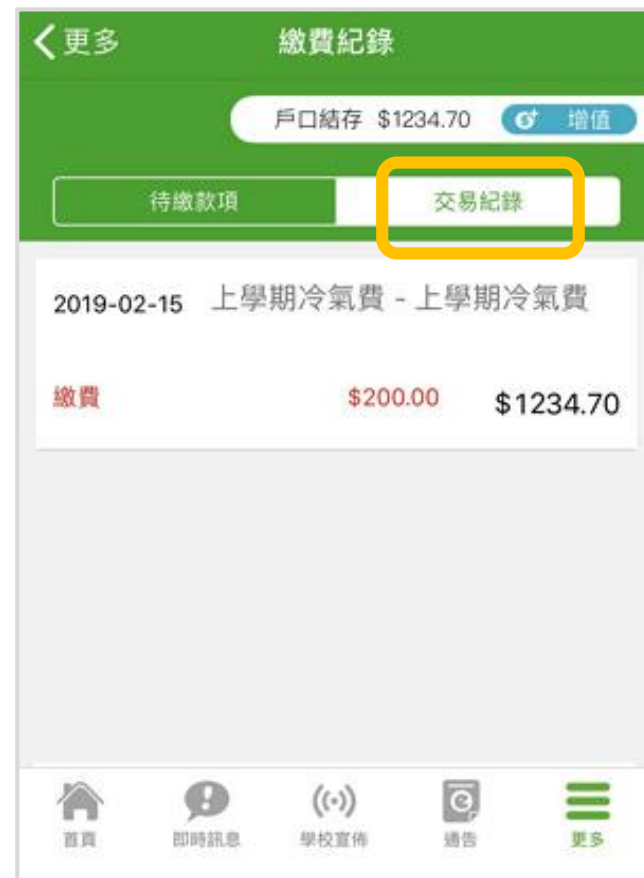 更多 繳費紀錄
戶口結存 $1234.70 增值
待繳款項 交易紀錄
2019-02-15 上學期冷氣費 - 上學期冷氣費
繳費 $200.00 $1234.70
首頁 即時訊息 學校宣佈 通告 更多